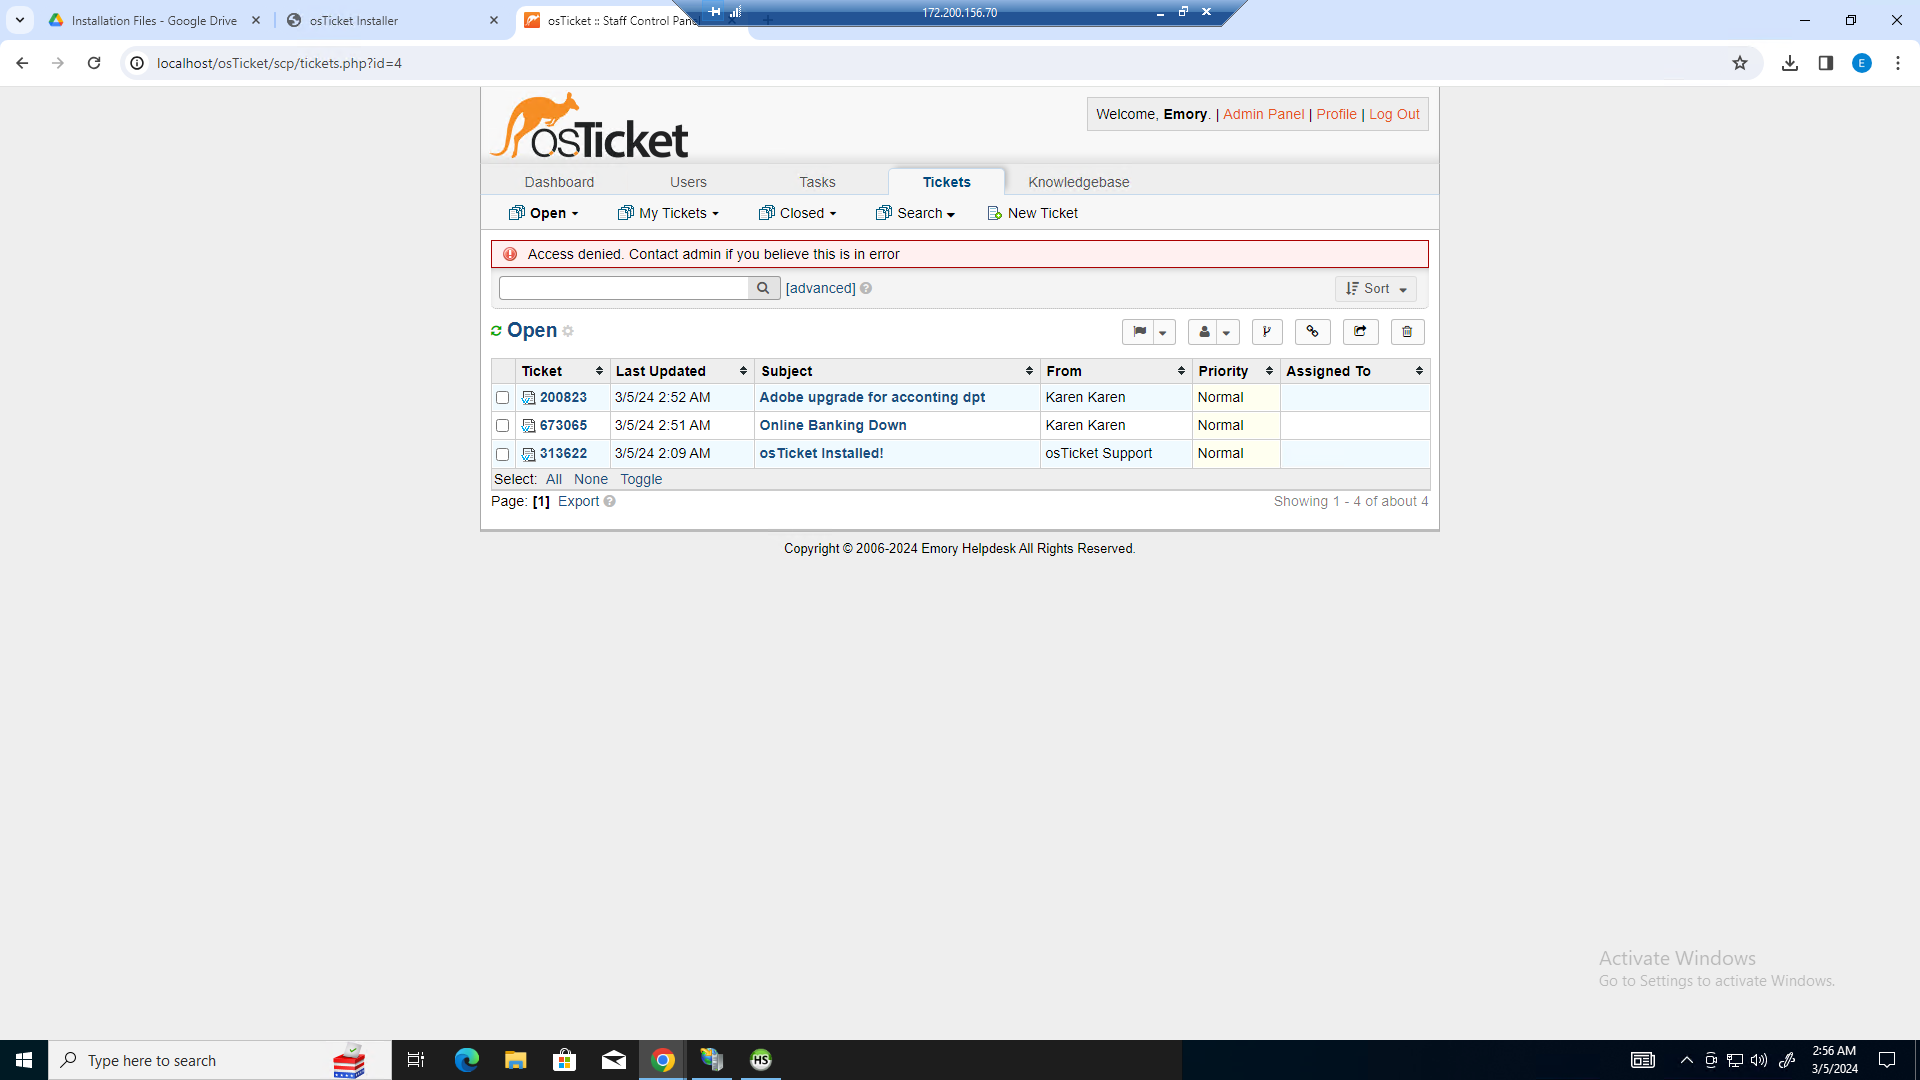 Installation Files - Google Drive
osTicket Installer
osTicket :: Staff Control Pane
172.200.156.70
localhost/osTicket/scp/tickets.php?id=4
E
osTicket
Welcome, Emory. | Admin Panel | Profile | Log Out
Dashboard Users Tasks Tickets Knowledgebase
Open My Tickets Closed Search New Ticket
Access denied. Contact admin if you believe this is in error
[advanced] ? Sort
Open
Ticket Last Updated Subject From Priority Assigned To
200823 3/5/24 2:52 AM Adobe upgrade for acconting dpt Karen Karen Normal
673065 3/5/24 2:51 AM Online Banking Down Karen Karen Normal
313622 3/5/24 2:09 AM osTicket Installed! osTicket Support Normal
Select: All None Toggle
Page: [1] Export ? Showing 1 - 4 of about 4
Copyright © 2006-2024 Emory Helpdesk All Rights Reserved.
Activate Windows
Go to Settings to activate Windows.
Type here to search
HS
2:56 AM
3/5/2024